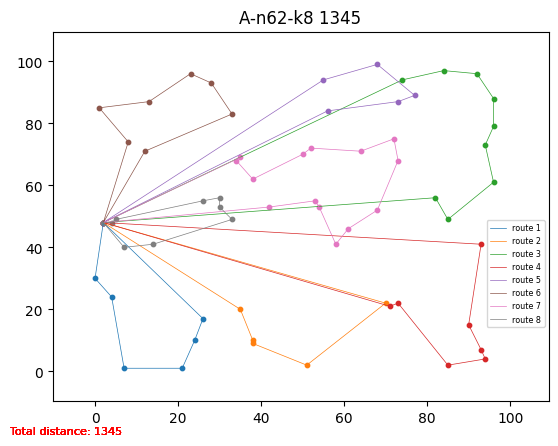 A-n62-k8 1345
100
80
60
40
20
0
0 20 40 60 80 100
route 1
route 2
route 3
route 4
route 5
route 6
route 7
route 8
Total distance: 1345